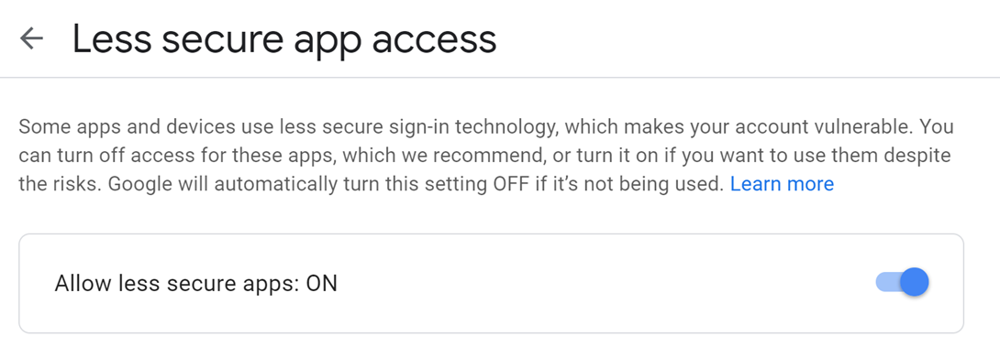 Less secure app access
Some apps and devices use less secure sign-in technology, which makes your account vulnerable. You
can turn off access for these apps, which we recommend, or turn it on if you want to use them despite
the risks. Google will automatically turn this setting OFF if it’s not being used. Learn more
Allow less secure apps: ON